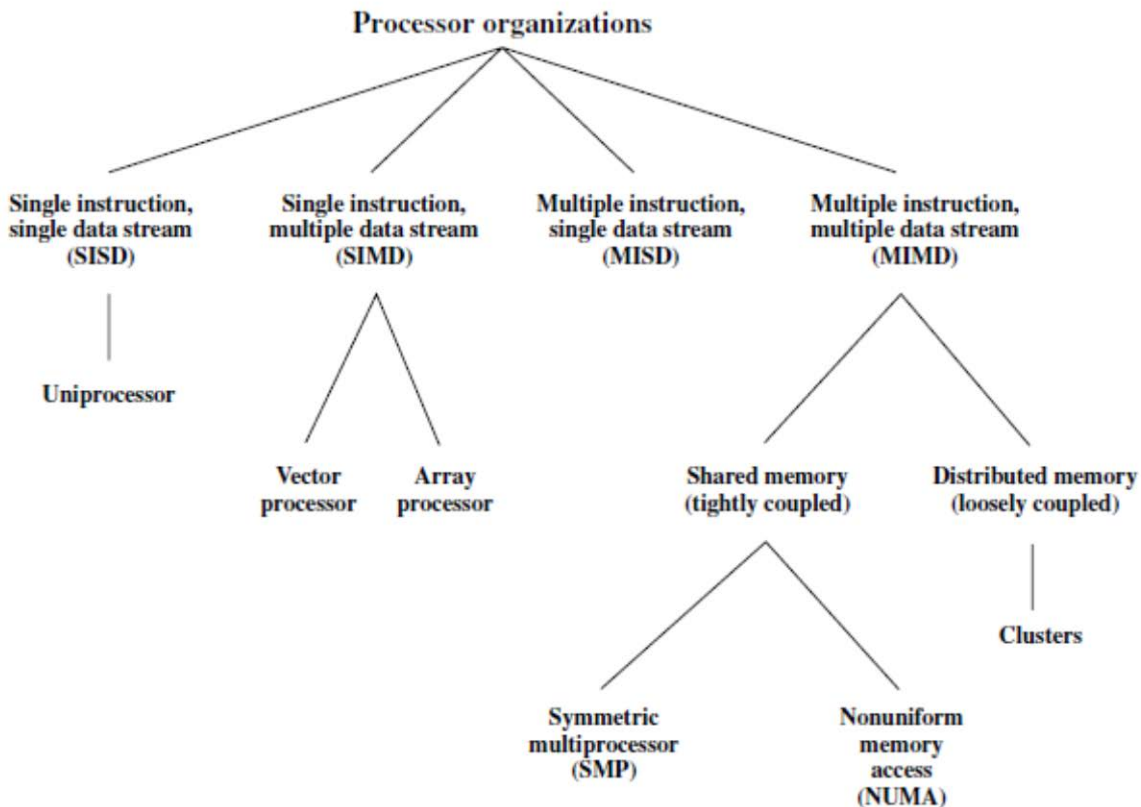 Processor organizations
Single instruction,
single data stream
(SISD)
Single instruction,
multiple data stream
(SIMD)
Multiple instruction,
single data stream
(MISD)
Multiple instruction,
multiple data stream
(MIMD)
Uniprocessor
Vector
processor
Array
processor
Shared memory
(tightly coupled)
Distributed memory
(loosely coupled)
Clusters
Symmetric
multiprocessor
(SMP)
Nonuniform
memory
access
(NUMA)